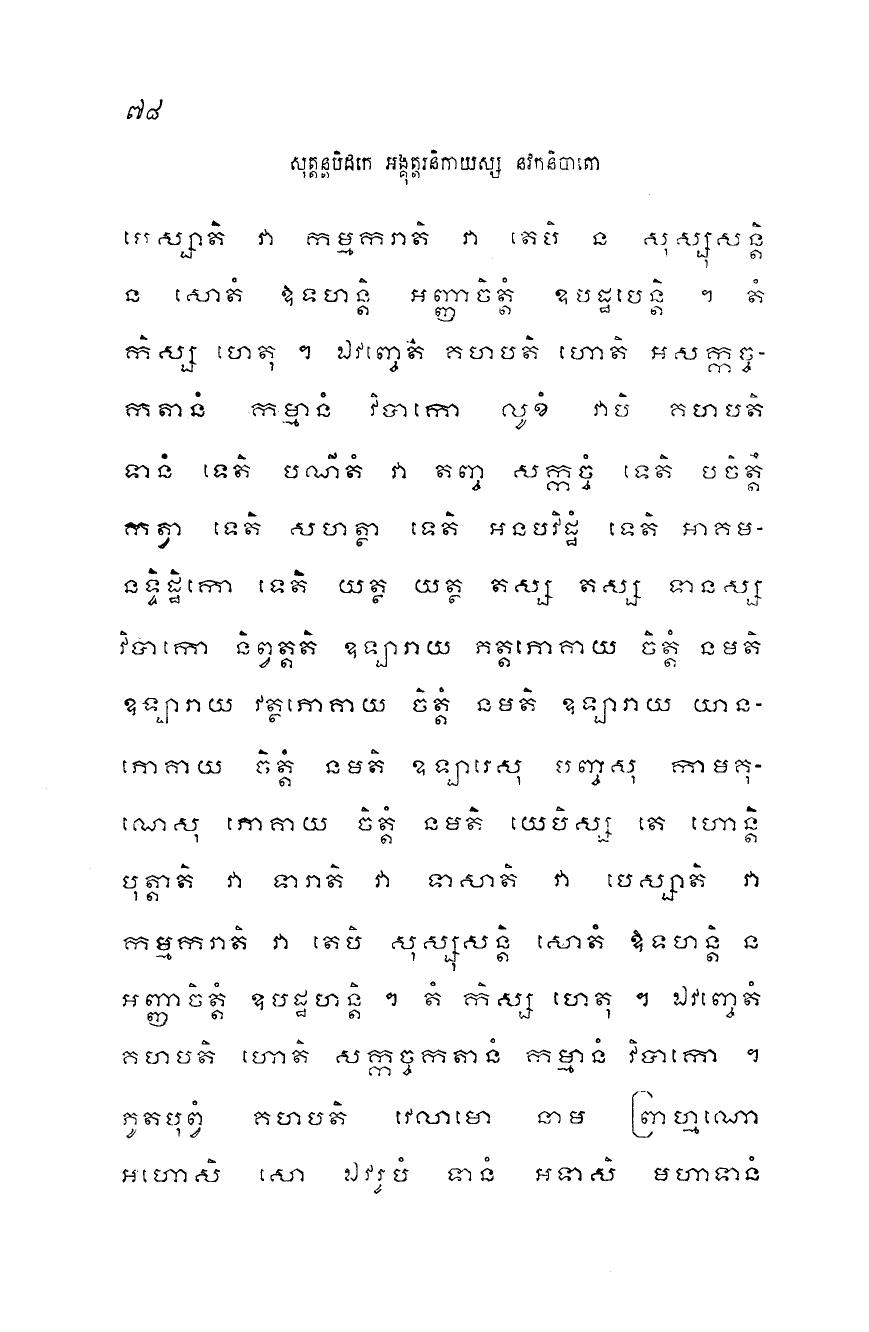 ៧៨
សុត្តន្តបិដកេ អង្គុត្តរនិកាយស្ស នវកនិបាតោ
បេស្សាតិ វា កម្មករាតិ វា តេបិ ន សុស្សុសន្តិ
ន សោតំ ឱទហន្តិ អញ្ញាចិត្តំ ឧបដ្ឋបេន្តិ ។ តំ
កិស្ស ហេតុ ។ ឯវញ្ចេតំ គហបតិ ហោតិ អសក្កច្ច-
កតានំ កម្មានំ វិបាកោ លូខំ វាបិ គហបតិ
ទានំ ទេតិ បណីតំ វា តញ្ច សក្កច្ចំ ទេតិ បចិត្តំ
កត្វា ទេតិ សហត្ថា ទេតិ អនបវិដ្ឋំ ទេតិ អាគម-
នទ្ទិដ្ឋិកោ ទេតិ យត្ថ យត្ថ តស្ស តស្ស ទានស្ស
វិបាកោ និព្វត្តតិ ឧឡារាយ ភត្តភោគាយ ចិត្តំ នមតិ
ឧឡារាយ វត្ថភោគាយ ចិត្តំ នមតិ ឧឡារាយ យាន-
ភោគាយ ចិត្តំ នមតិ ឧឡារេសុ បញ្ចសុ កាមគុ-
ណេសុ ភោគាយ ចិត្តំ នមតិ យេបិស្ស តេ ហោន្តិ
បុត្តាតិ វា ទារាតិ វា ទាសាតិ វា បេស្សាតិ វា
កម្មករាតិ វា តេបិ សុស្សុសន្តិ សោតំ ឱទហន្តិ ន
អញ្ញាចិត្តំ ឧបដ្ឋហន្តិ ។ តំ កិស្ស ហេតុ ។ ឯវញ្ចេតំ
គហបតិ ហោតិ សក្កច្ចកតានំ កម្មានំ វិបាកោ ។
ភូតបុព្វំ គហបតិ វេលាមោ នាម ព្រាហ្មណោ
អហោសិ សោ ឯវរូបំ ទានំ អទាសិ មហាទានំ